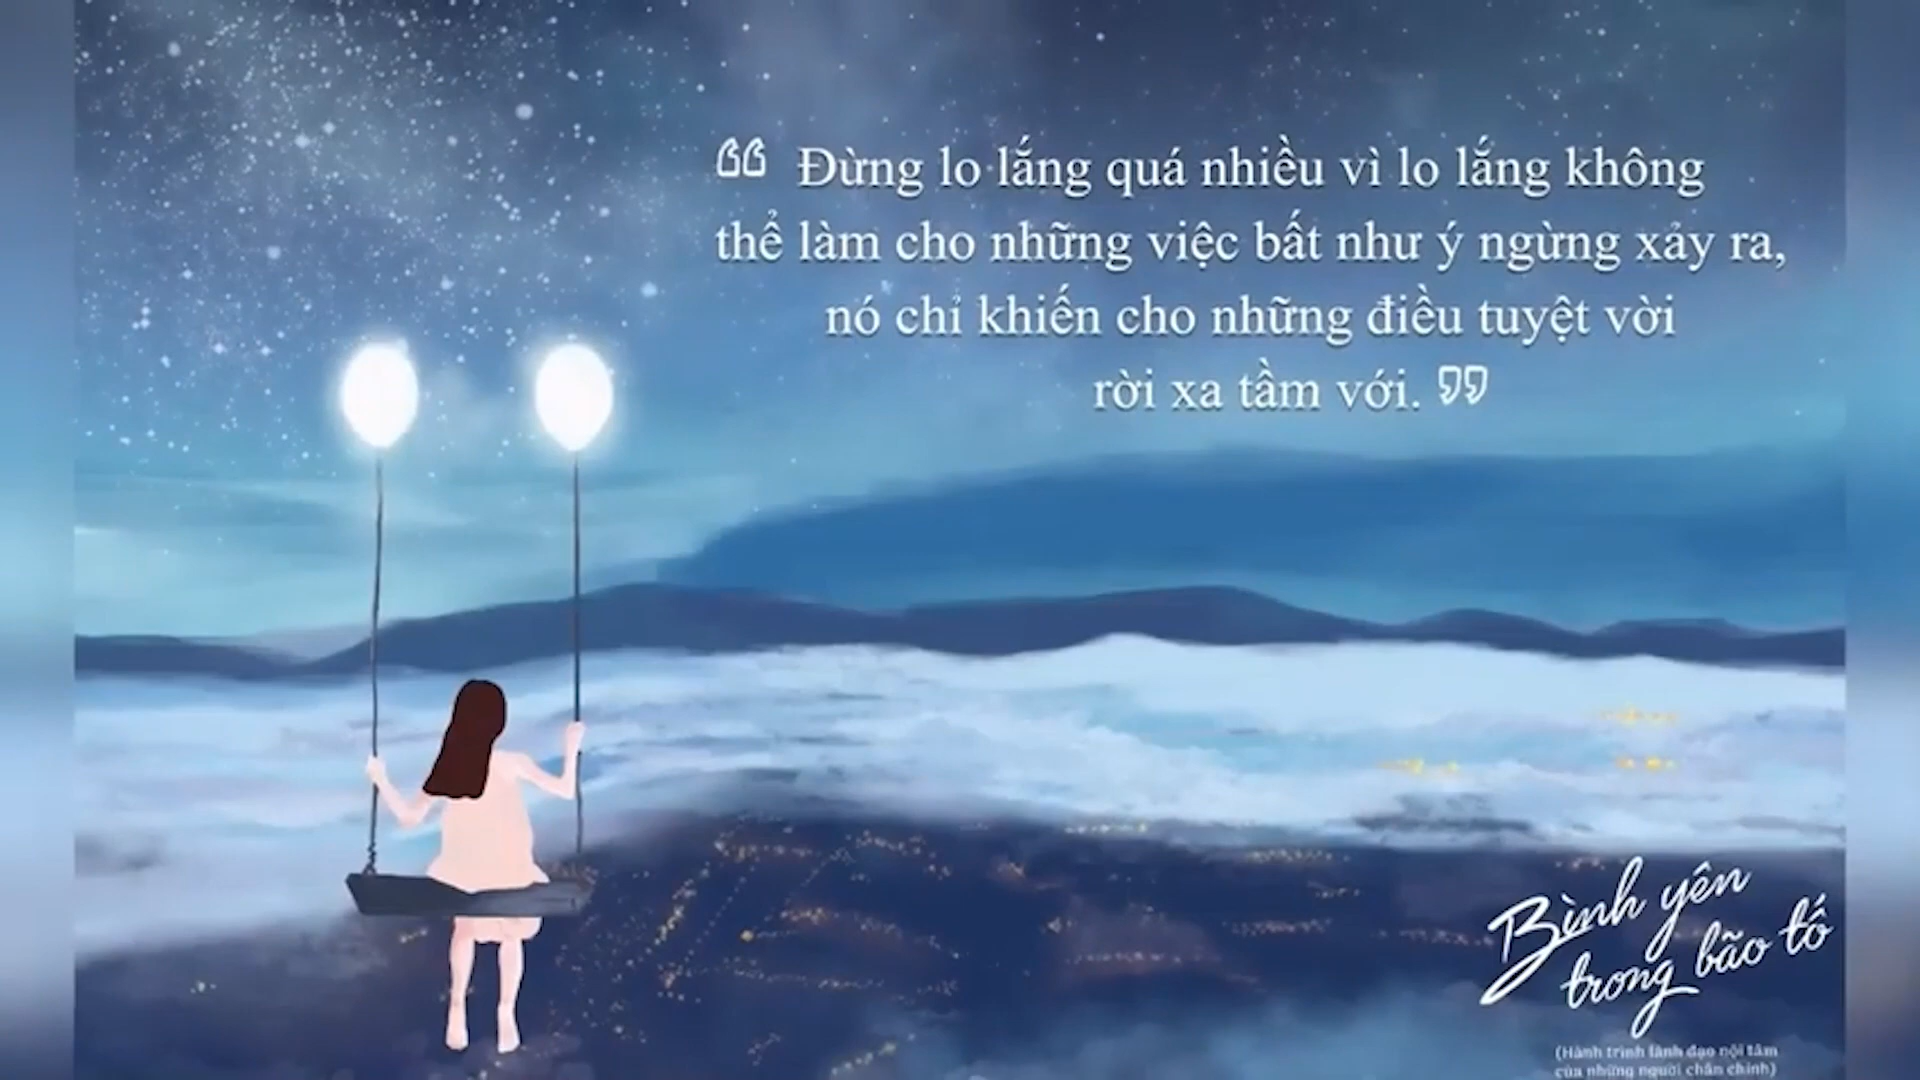 “ Đừng lo lắng quá nhiều vì lo lắng không
thể làm cho những việc bất như ý ngừng xảy ra,
nó chỉ khiến cho những điều tuyệt vời
rời xa tầm với. ”
Bình yên
trong bão tố
(Hành trình lãnh đạo nội tâm
của những người chân chính)